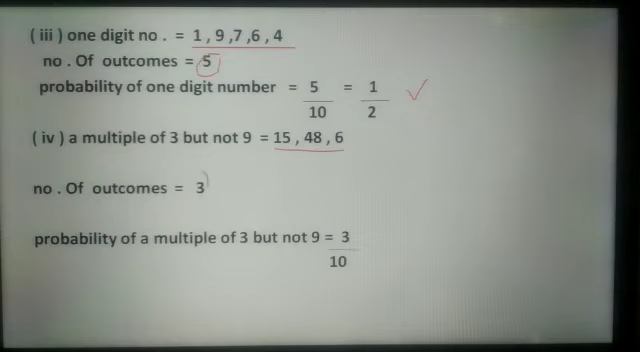 ( iii ) one digit no . = 1 , 9 ,7 ,6 , 4
no . Of outcomes = 5
probability of one digit number = 5 = 1
10 2
( iv ) a multiple of 3 but not 9 = 15 , 48 , 6
no . Of outcomes = 3
probability of a multiple of 3 but not 9 = 3
10